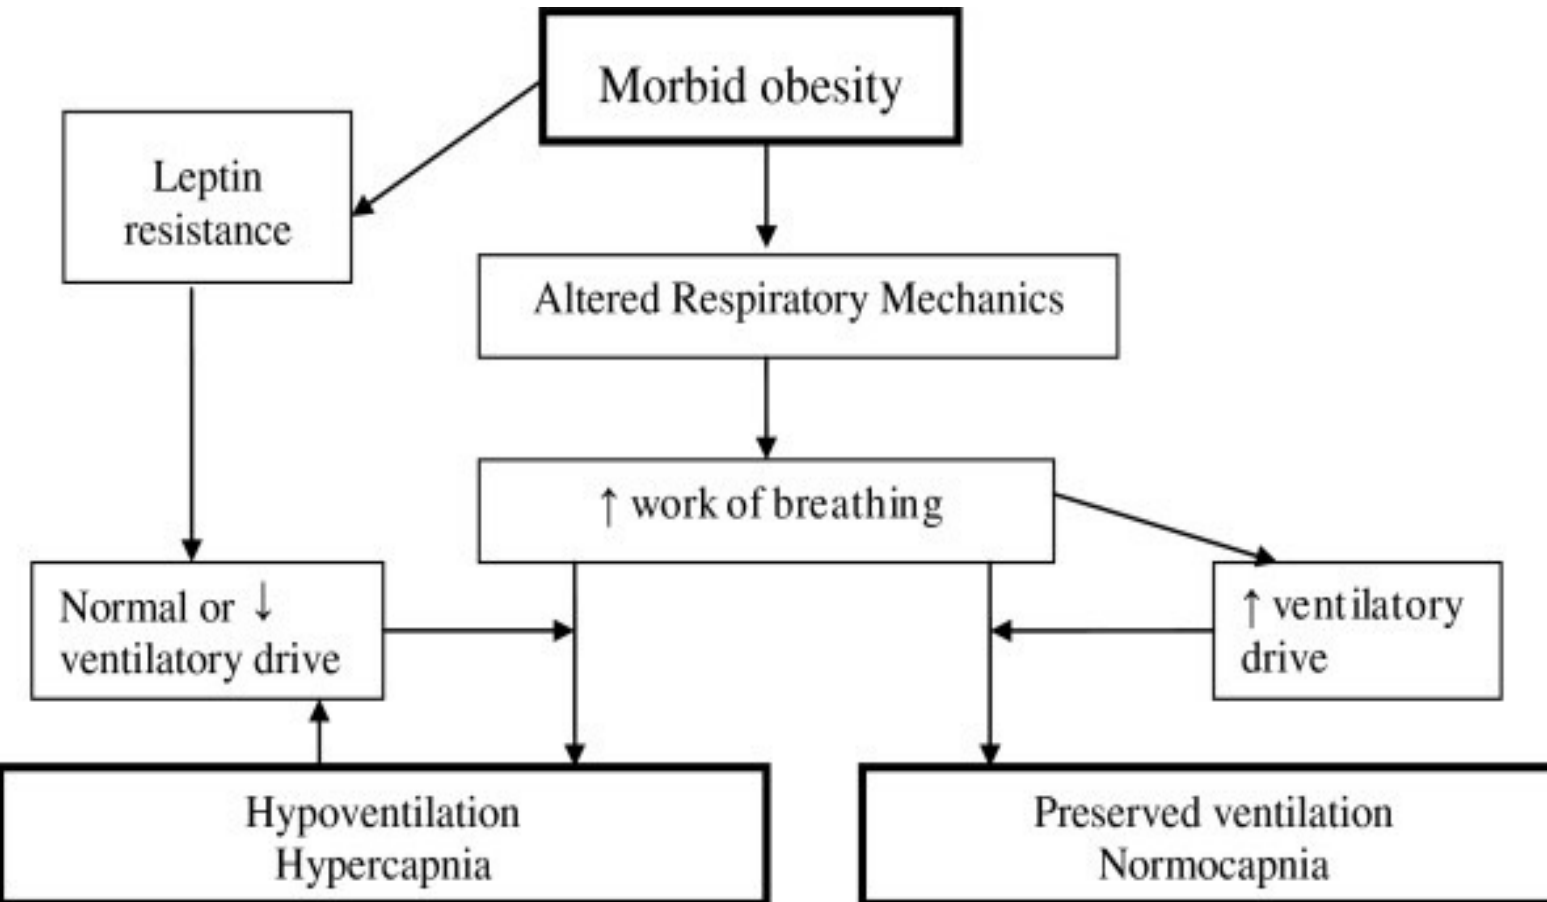 Morbid obesity
Leptin
resistance
Altered Respiratory Mechanics
↑ work of breathing
Normal or ↓
ventilatory drive
↑ ventilatory
drive
Hypoventilation
Hypercapnia
Preserved ventilation
Normocapnia